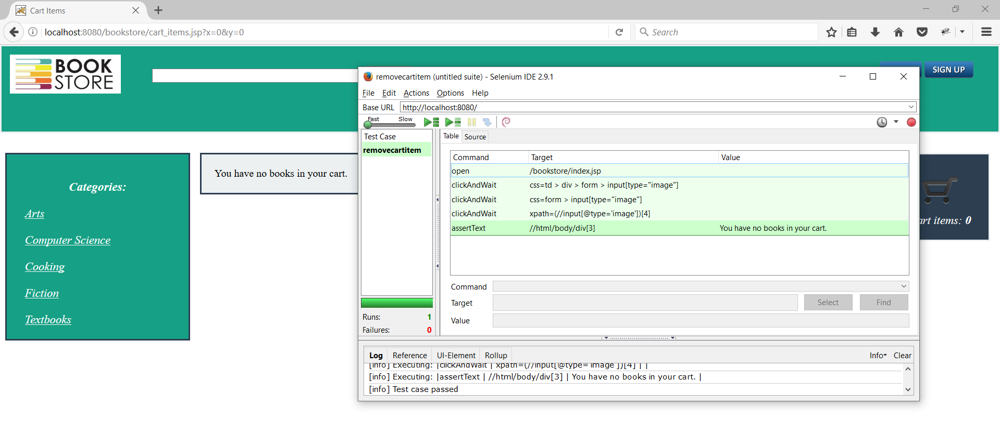 Cart Items
localhost:8080/bookstore/cart_items.jsp?x=0&y=0
Search
BOOK
STORE
SIGN UP
Categories:
Arts
Computer Science
Cooking
Fiction
Textbooks
You have no books in your cart.
art items: 0
removecartitem (untitled suite) - Selenium IDE 2.9.1
File Edit Actions Options Help
Base URL http://localhost:8080/
Fast Slow
Test Case
removecartitem
Runs: 1
Failures: 0
Table Source
Command Target Value
open /bookstore/index.jsp
clickAndWait css=td > div > form > input[type="image"]
clickAndWait css=form > input[type="image"]
clickAndWait xpath=(//input[@type='image'])[4]
assertText //html/body/div[3] You have no books in your cart.
Command
Target Select Find
Value
Log Reference UI-Element Rollup Info Clear
[info] Executing: |clickAndWait | xpath=(//input[@type='image'])[4] | |
[info] Executing: |assertText | //html/body/div[3] | You have no books in your cart. |
[info] Test case passed